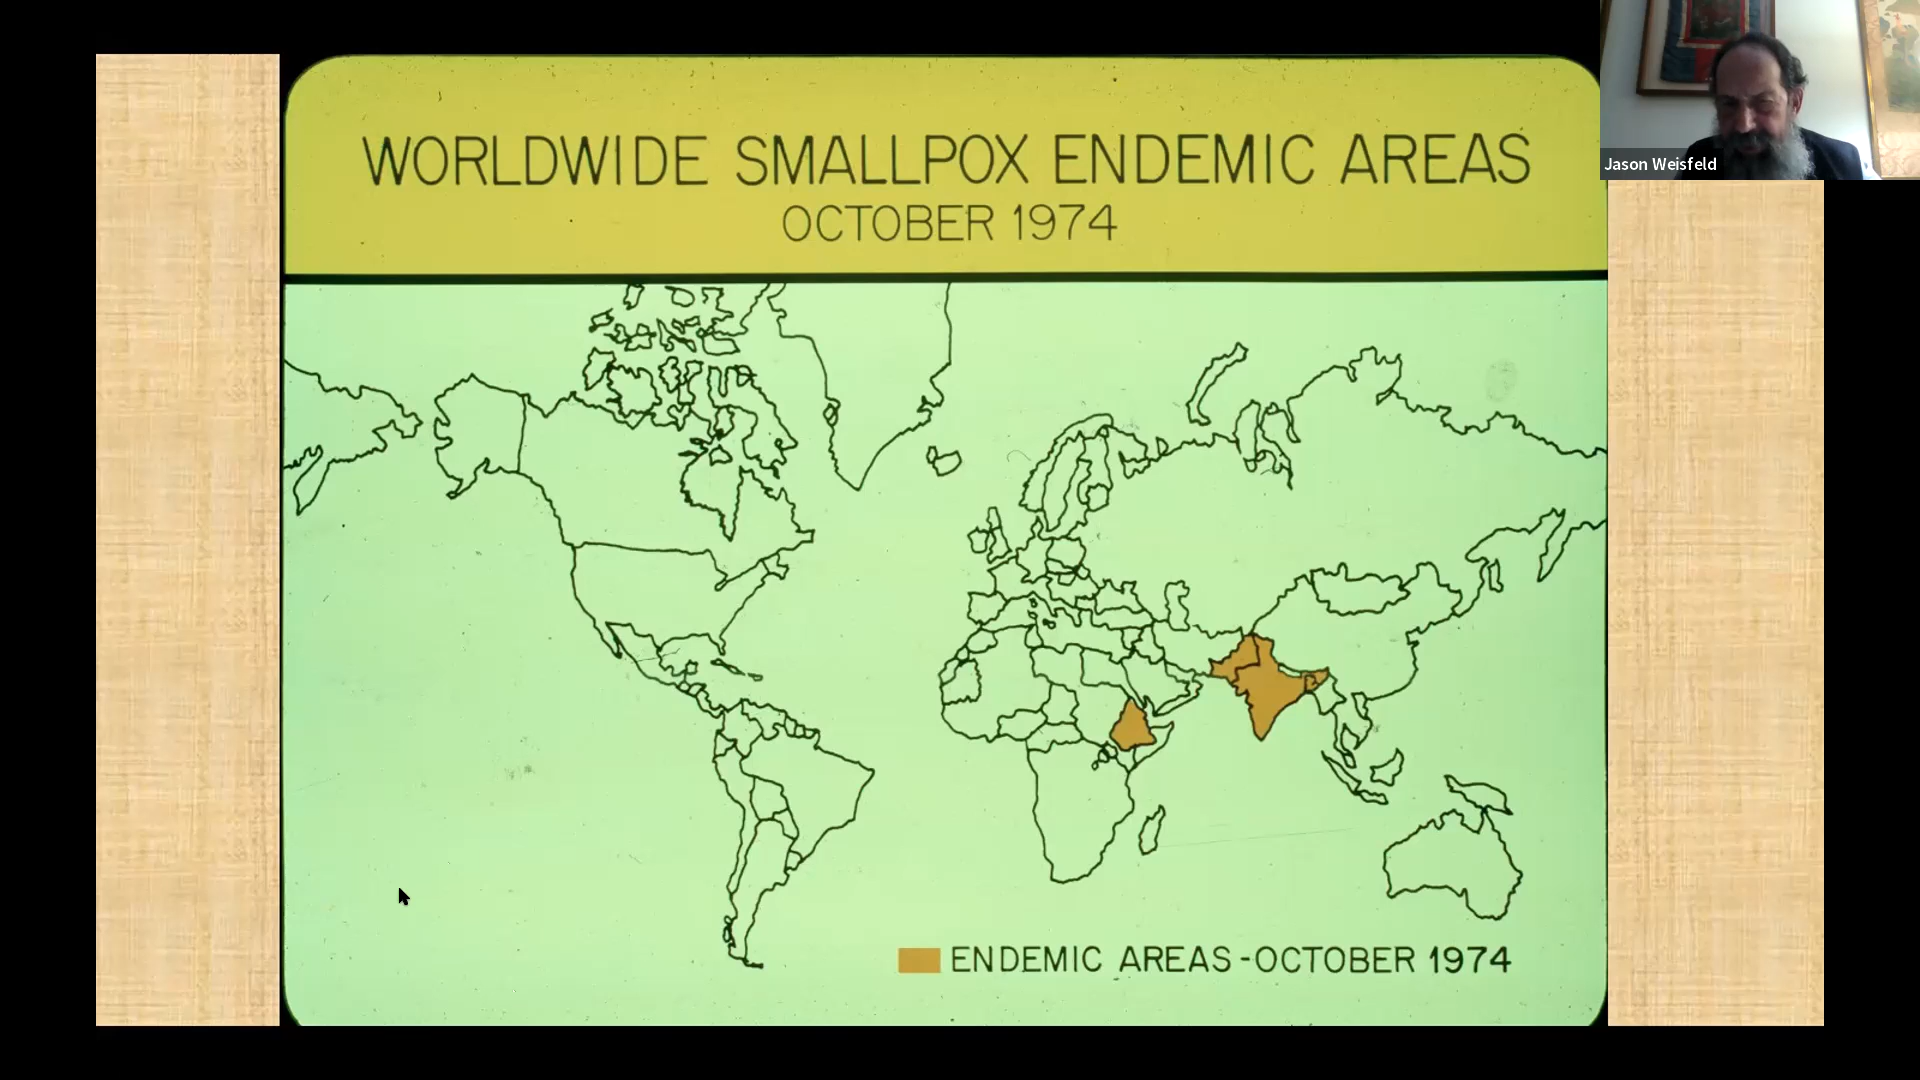 WORLDWIDE SMALLPOX ENDEMIC AREAS
OCTOBER 1974
Jason Weisfeld
ENDEMIC AREAS-OCTOBER 1974